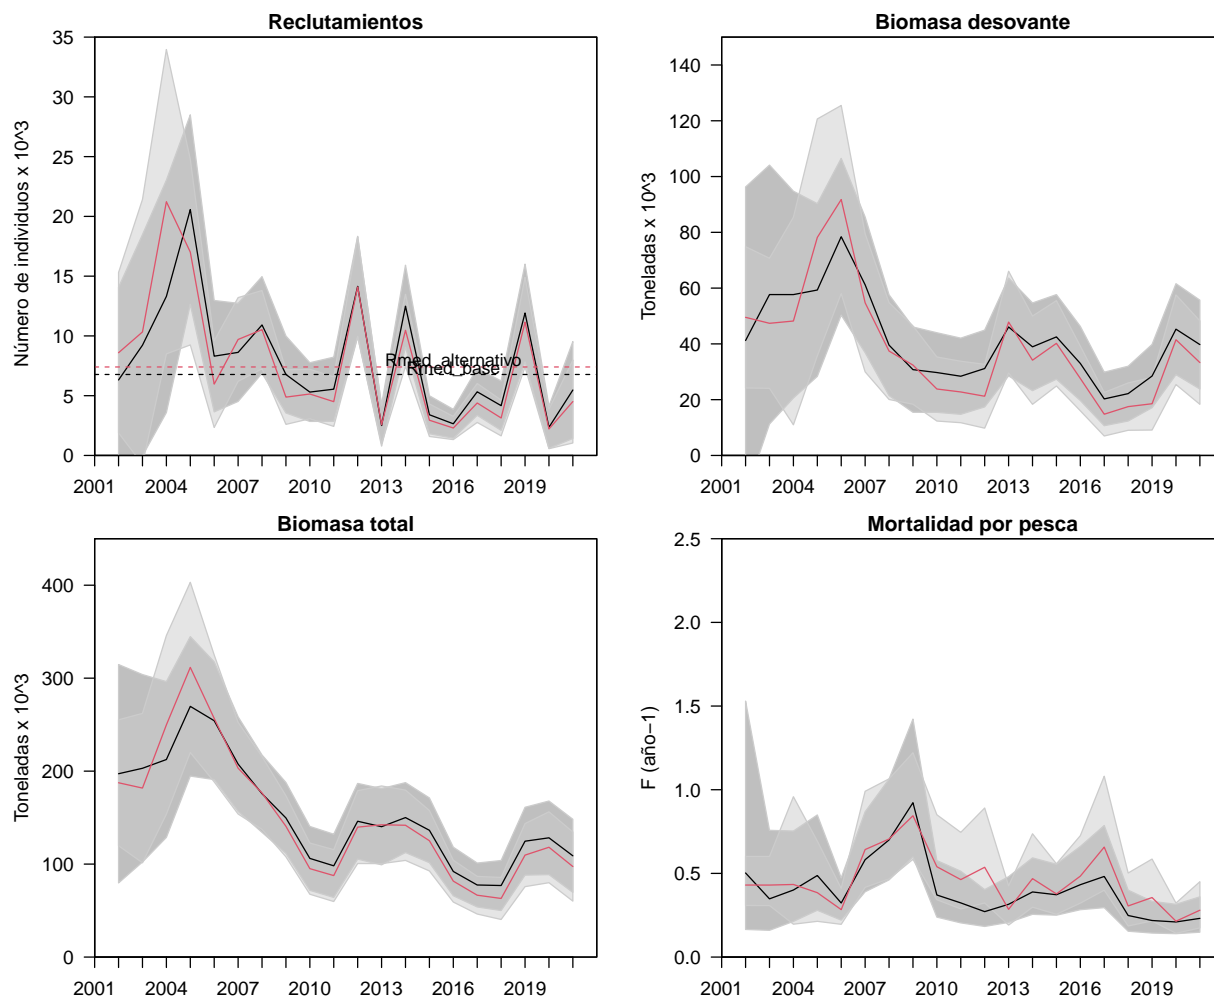 Reclutamientos
Número de individuos x 10^3
35
30
25
20
15
10
5
0
Rmed_alternativo
Rmed_base
2001 2004 2007 2010 2013 2016 2019
Biomasa desovante
Toneladas x 10^3
140
120
100
80
60
40
20
0
2001 2004 2007 2010 2013 2016 2019
Biomasa total
Toneladas x 10^3
400
300
200
100
0
2001 2004 2007 2010 2013 2016 2019
Mortalidad por pesca
F (año−1)
2.5
2.0
1.5
1.0
0.5
0.0
2001 2004 2007 2010 2013 2016 2019